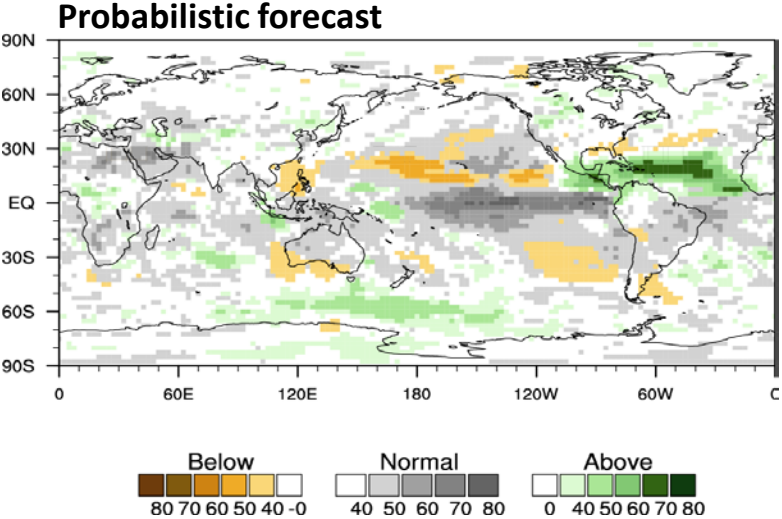 Probabilistic forecast
90N
60N
30N
EQ
30S
60S
90S
0 60E 120E 180 120W 60W
Below Normal Above
80 70 60 50 40 -0 40 50 60 70 80 0 40 50 60 70 80